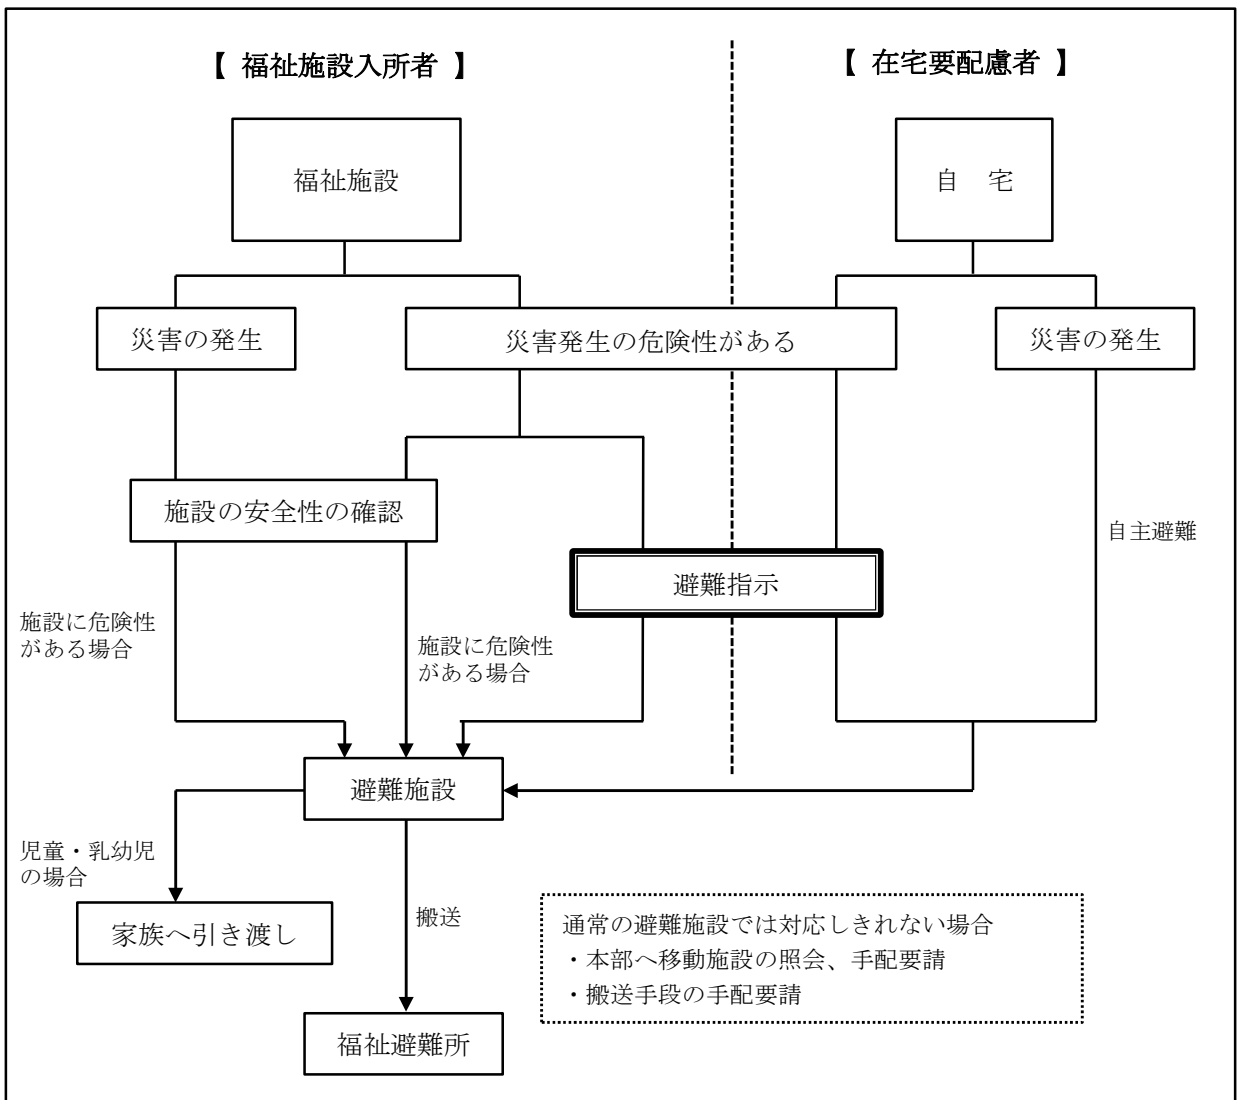 【 福祉施設入所者 】
【 在宅要配慮者 】
福祉施設
自 宅
災害の発生
災害発生の危険性がある
災害の発生
施設の安全性の確認
自主避難
避難指示
施設に危険性
がある場合
施設に危険性
がある場合
避難施設
児童・乳幼児
の場合
家族へ引き渡し
搬送
通常の避難施設では対応しきれない場合
・本部へ移動施設の照会、手配要請
・搬送手段の手配要請
福祉避難所